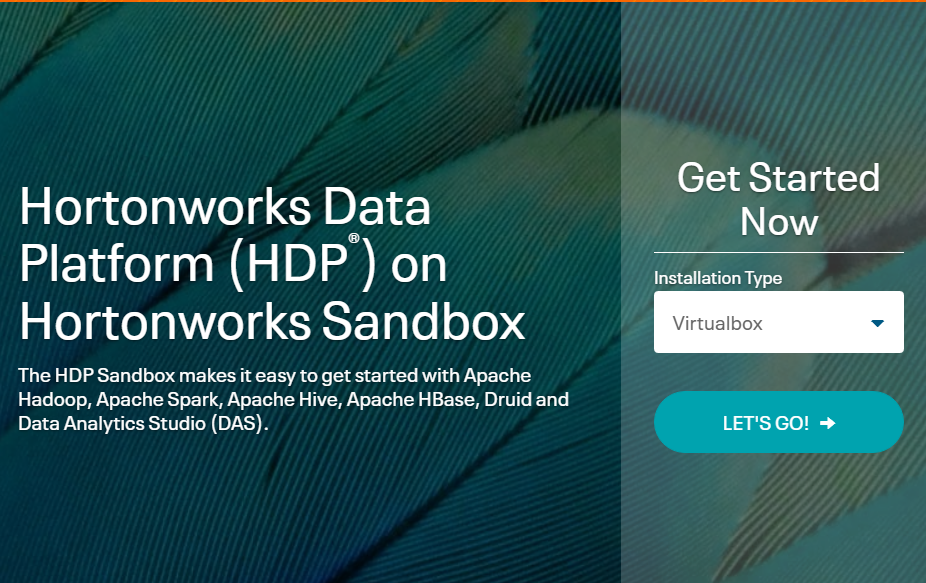 Hortonworks Data
Platform (HDP®) on
Hortonworks Sandbox
The HDP Sandbox makes it easy to get started with Apache
Hadoop, Apache Spark, Apache Hive, Apache HBase, Druid and
Data Analytics Studio (DAS).
Get Started
Now
Installation Type
Virtualbox
LET'S GO!